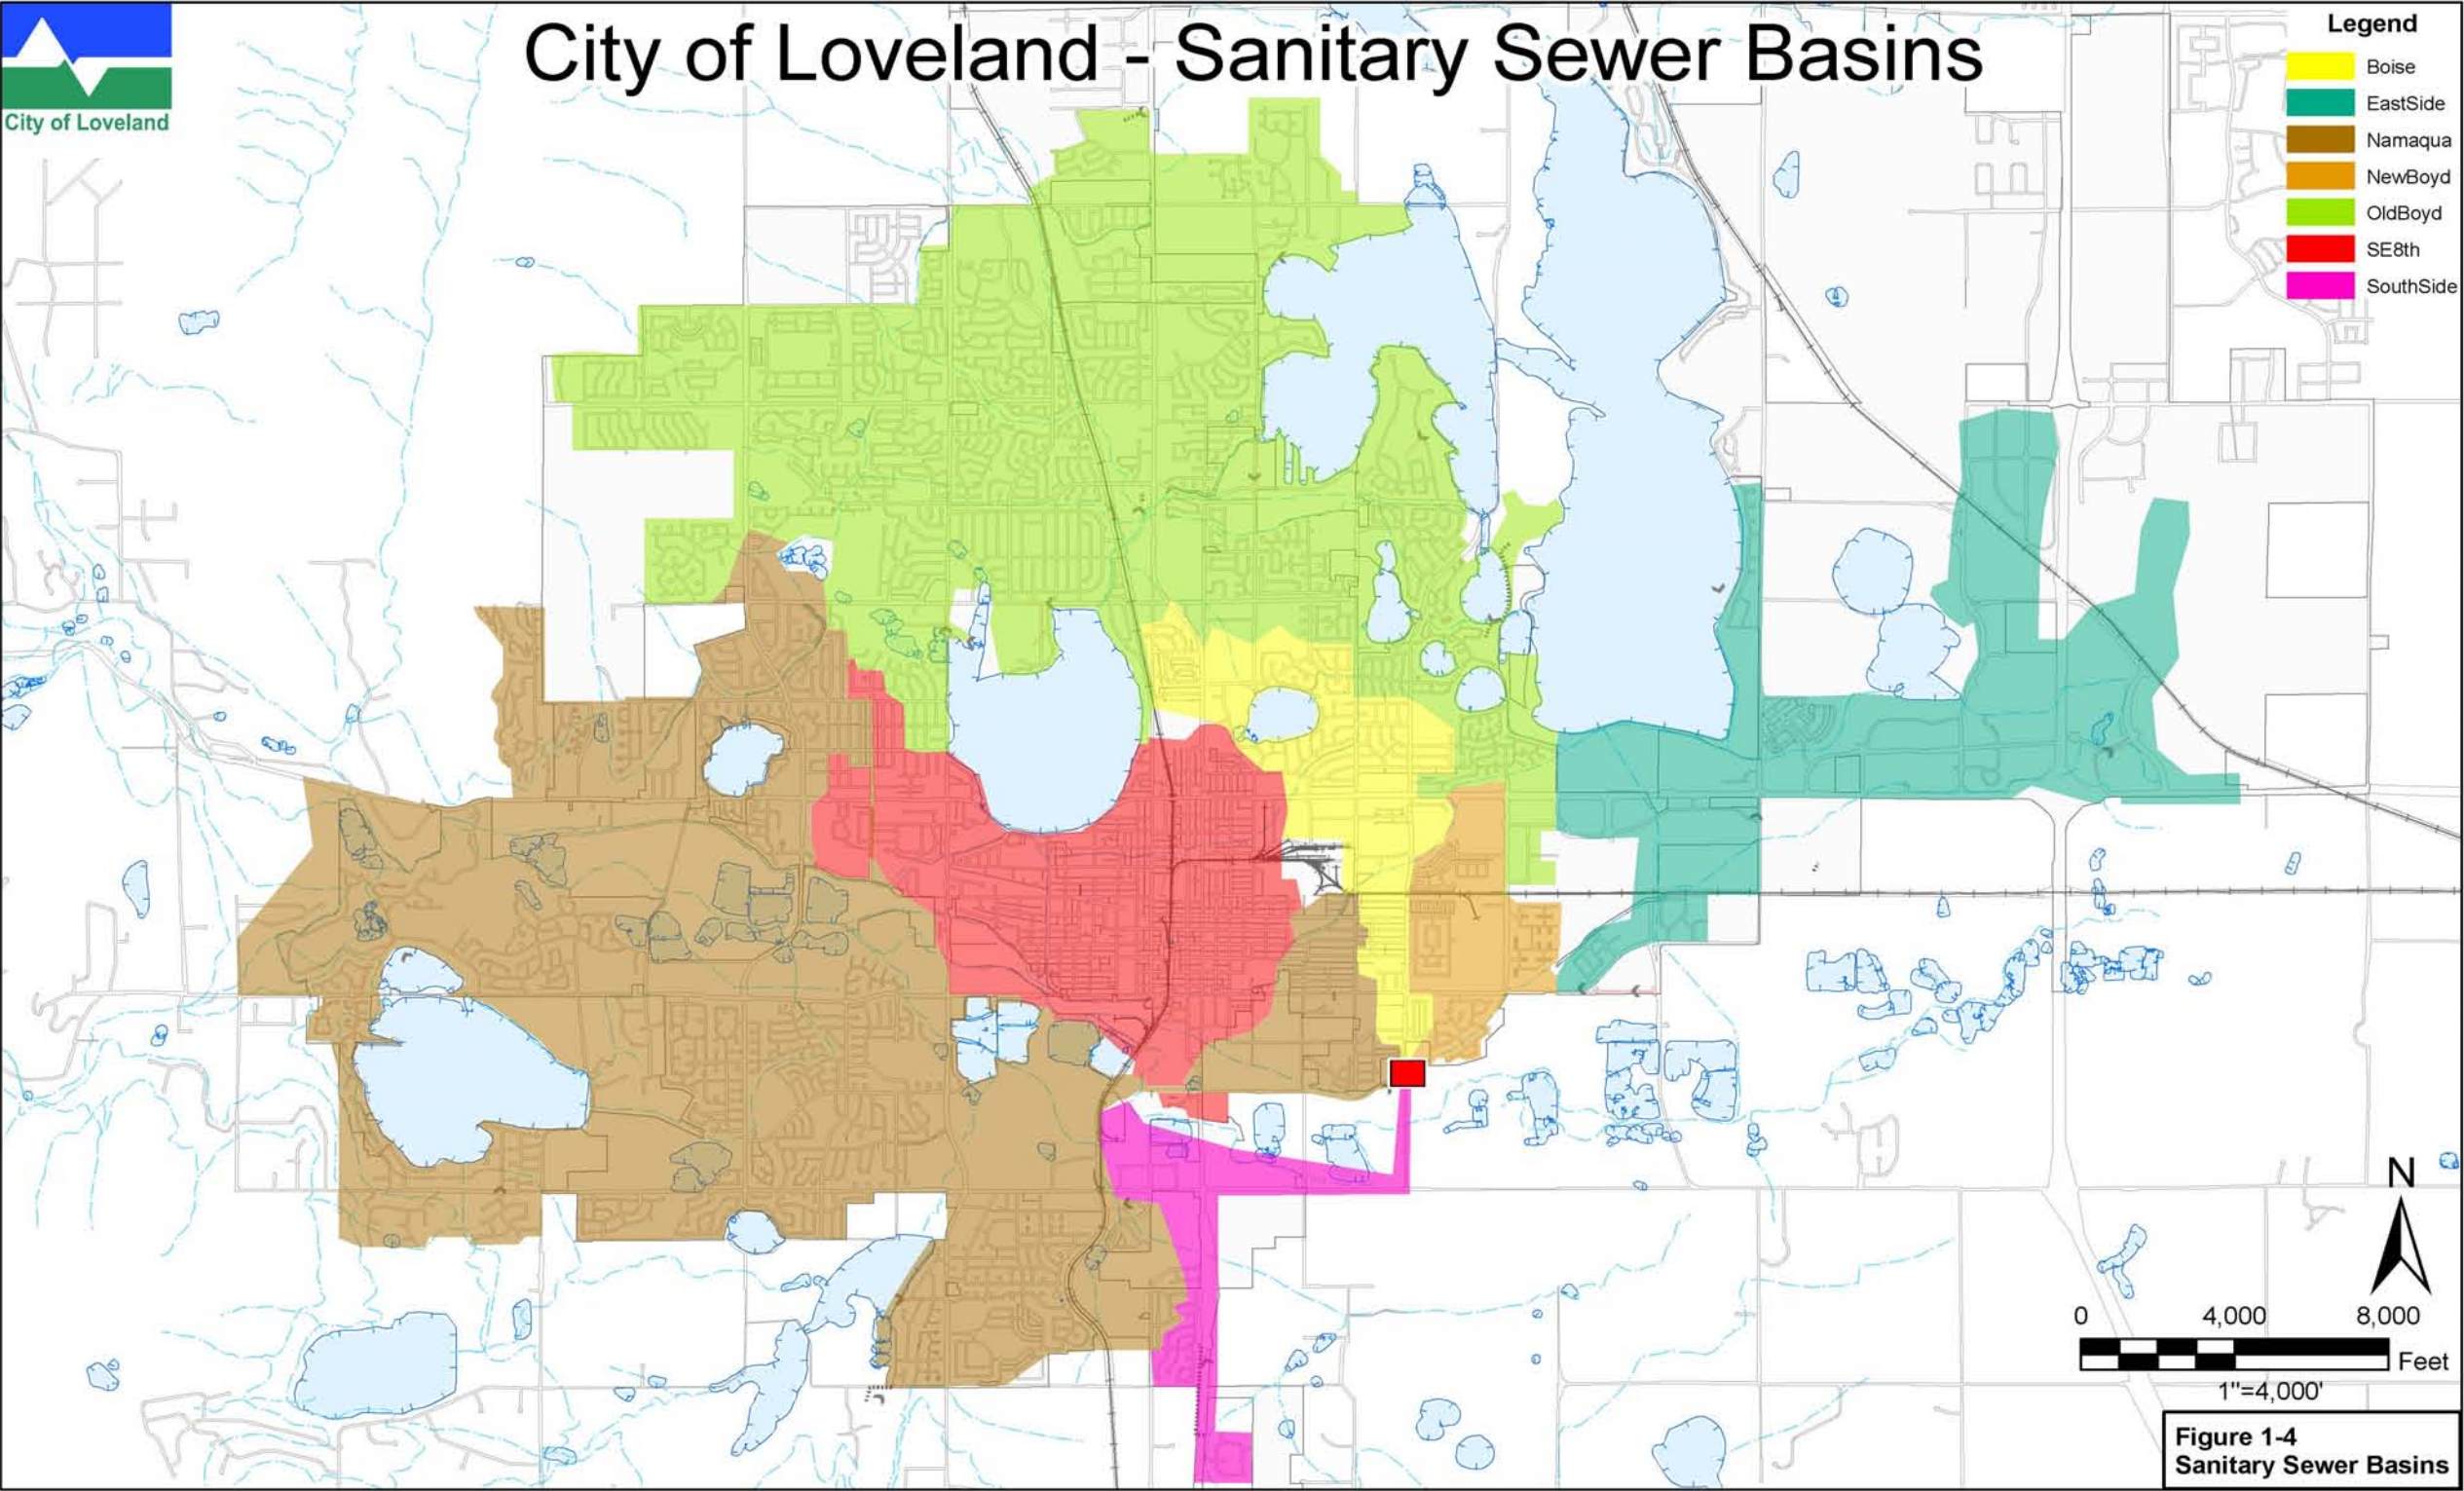 City of Loveland - Sanitary Sewer Basins
City of Loveland
Legend
Boise
EastSide
Namaqua
NewBoyd
OldBoyd
SE8th
SouthSide
N
0 4,000 8,000
Feet
1"=4,000'
Figure 1-4
Sanitary Sewer Basins